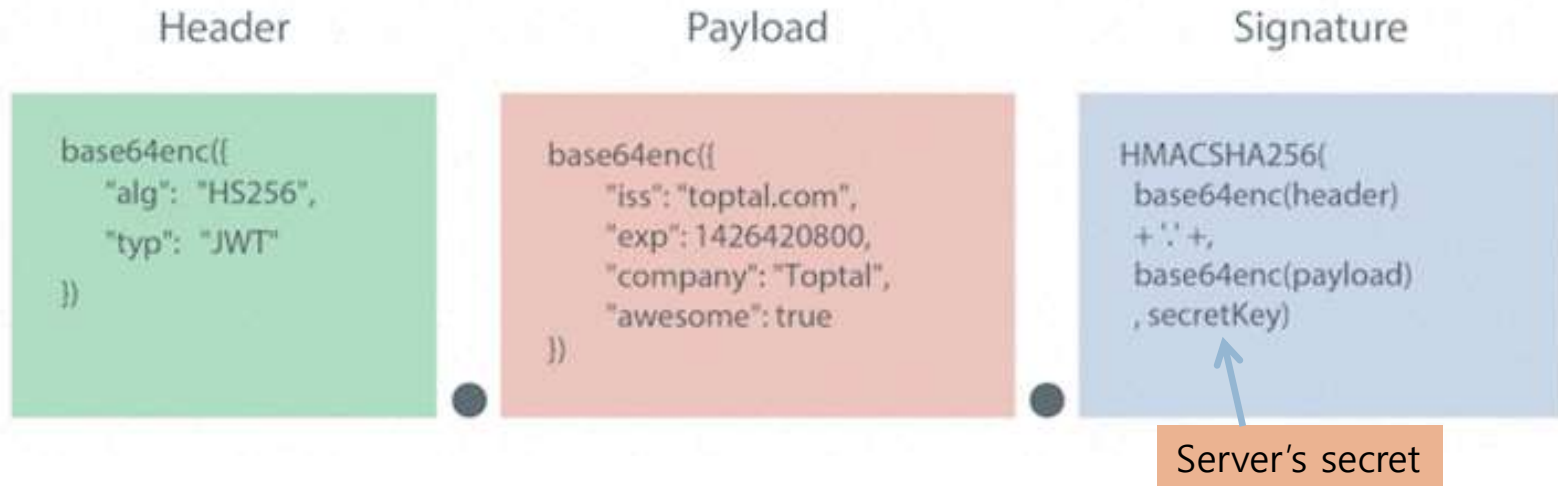 Header
Payload
Signature
base64enc({
"alg": "HS256",
"typ": "JWT"
})
base64enc({
"iss": "toptal.com",
"exp": 1426420800,
"company": "Toptal",
"awesome": true
})
HMACSHA256(
base64enc(header)
+ '.' +,
base64enc(payload)
, secretKey)
Server's secret